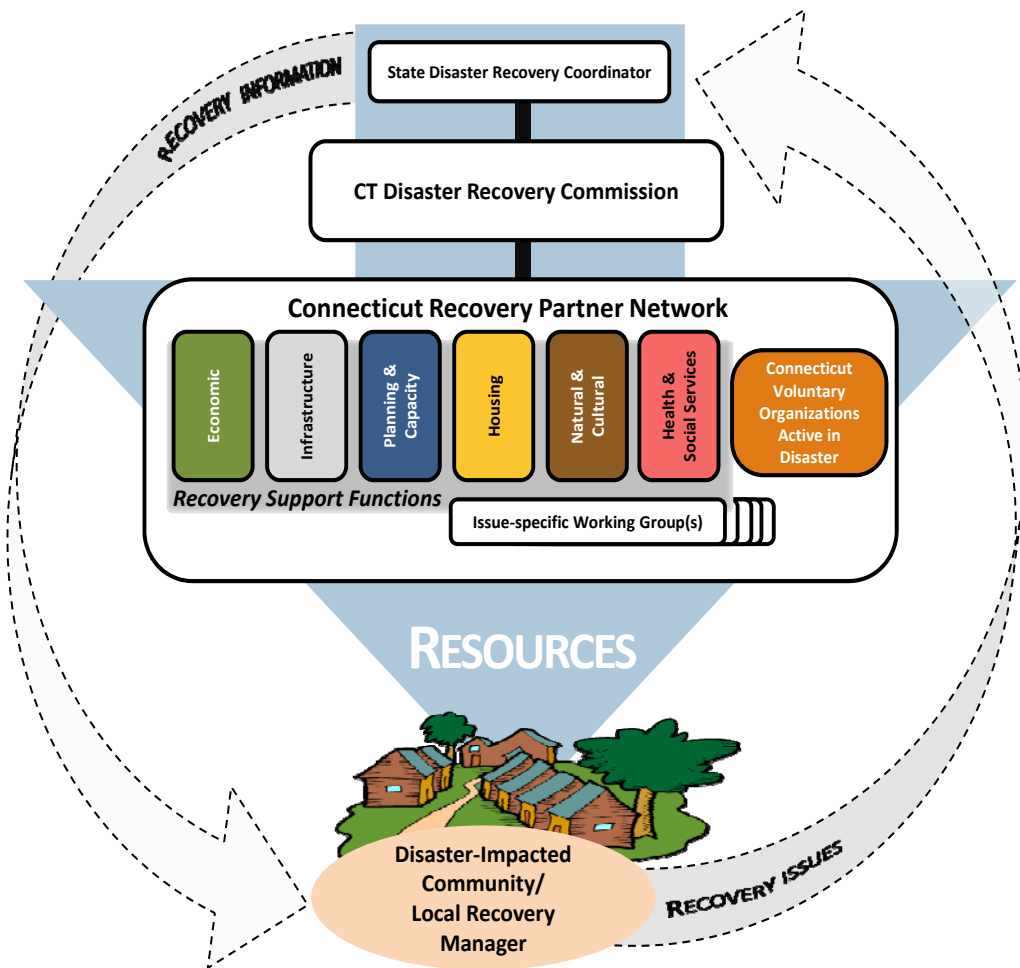 State Disaster Recovery Coordinator
RECOVERY INFORMATION
CT Disaster Recovery Commission
Connecticut Recovery Partner Network
Economic
Infrastructure
Planning &
Capacity
Housing
Natural &
Cultural
Health &
Social Services
Connecticut
Voluntary
Organizations
Active in
Disaster
Recovery Support Functions
Issue-specific Working Group(s)
RESOURCES
Disaster-Impacted
Community/
Local Recovery
Manager
RECOVERY ISSUES